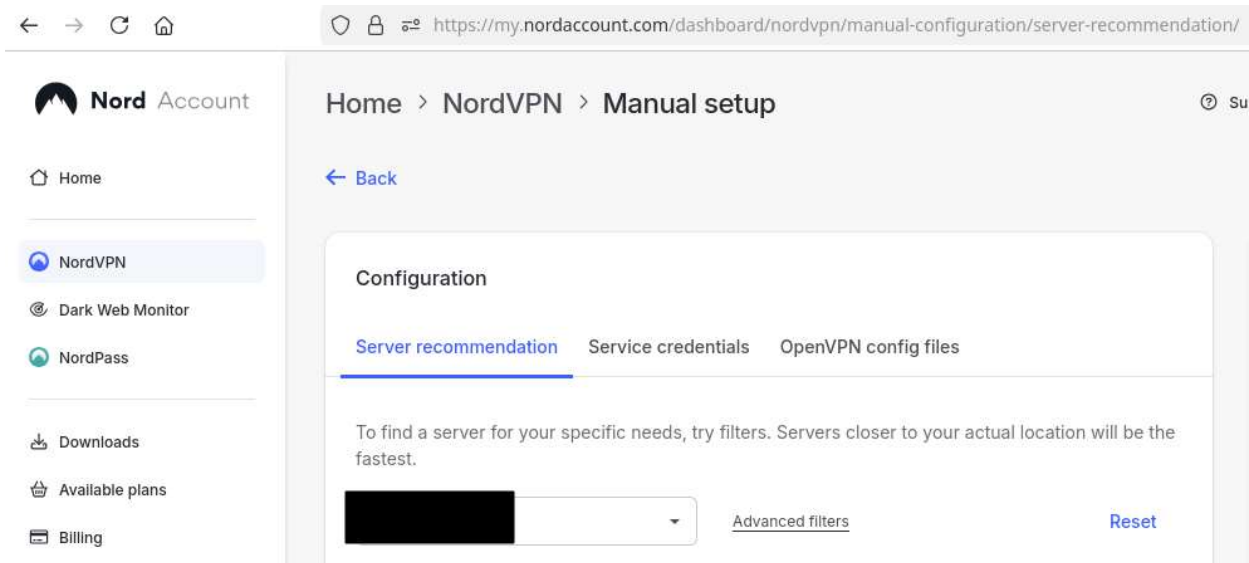 https://my.nordaccount.com/dashboard/nordvpn/manual-configuration/server-recommendation/
Nord Account
Home > NordVPN > Manual setup
Home
← Back
NordVPN
Configuration
Dark Web Monitor
Server recommendation Service credentials OpenVPN config files
NordPass
To find a server for your specific needs, try filters. Servers closer to your actual location will be the
fastest.
Downloads
Available plans
Advanced filters
Reset
Billing